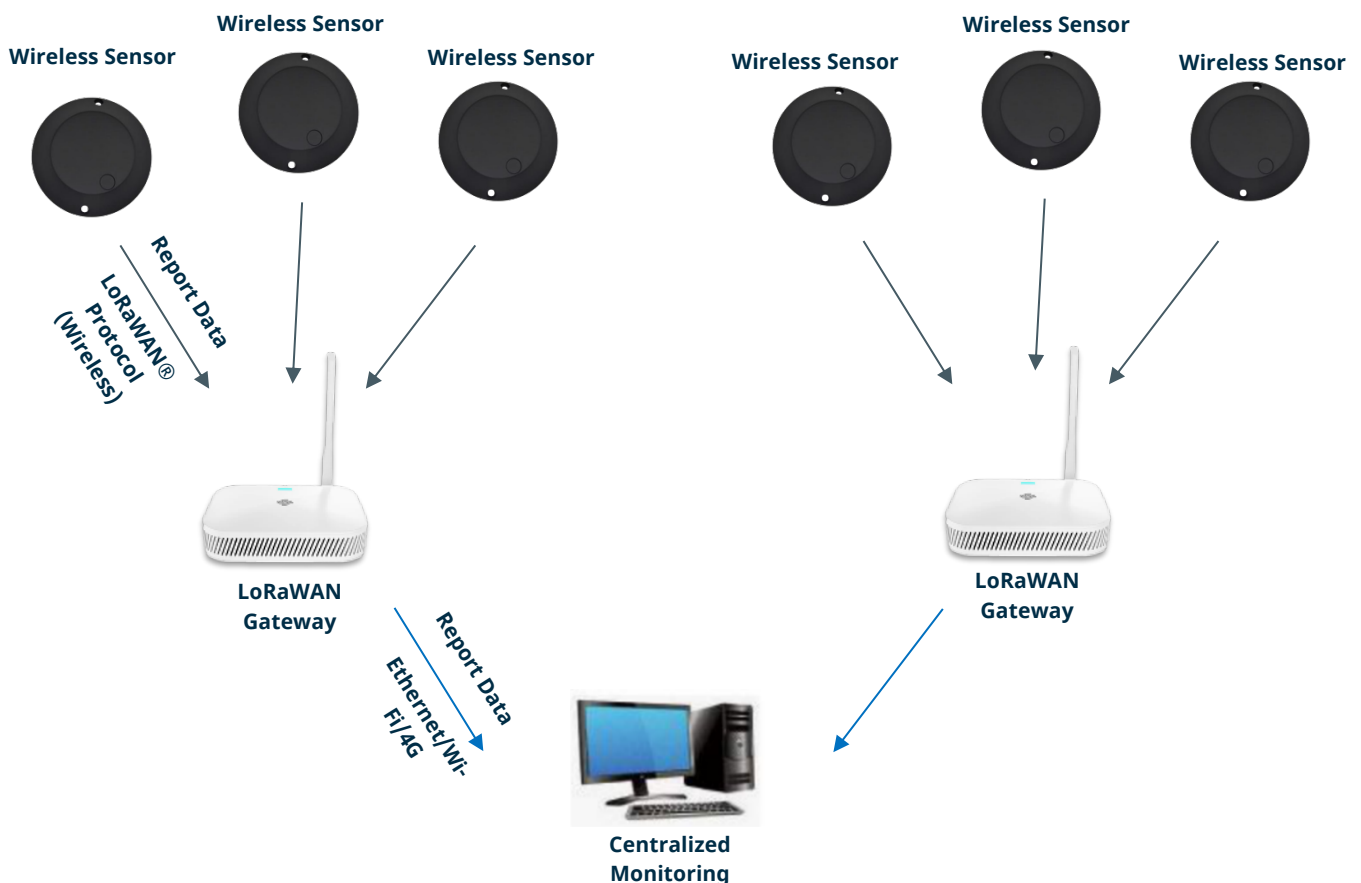 Wireless Sensor
Wireless Sensor
Wireless Sensor
Wireless Sensor
Wireless Sensor
Wireless Sensor
Report Data
LoRaWAN®
Protocol
(Wireless)
LoRaWAN
Gateway
LoRaWAN
Gateway
Report Data
Ethernet/Wi-
Fi/4G
Centralized
Monitoring